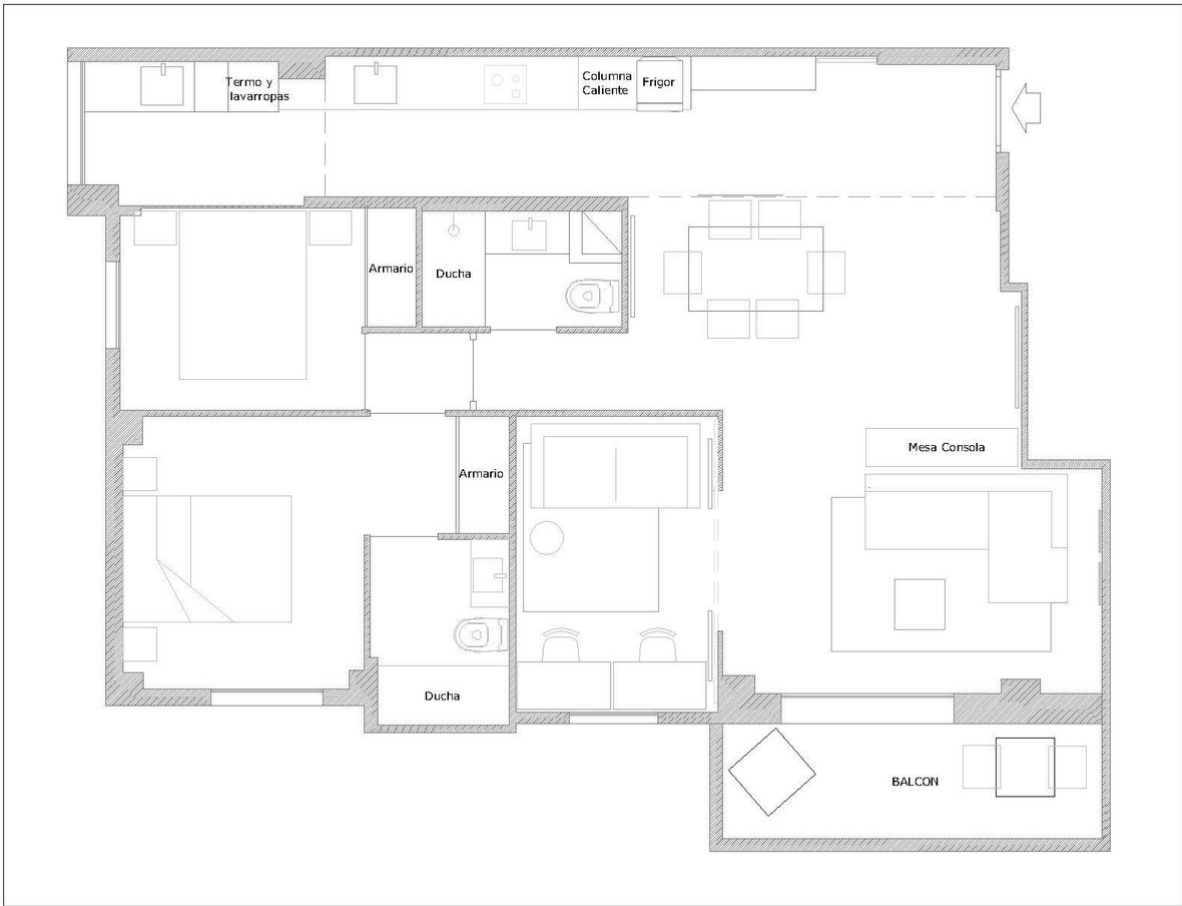 Termo y
lavarropas
Columna
Caliente
Frigor
Armario
Ducha
Armario
Mesa Consola
Ducha
BALCON